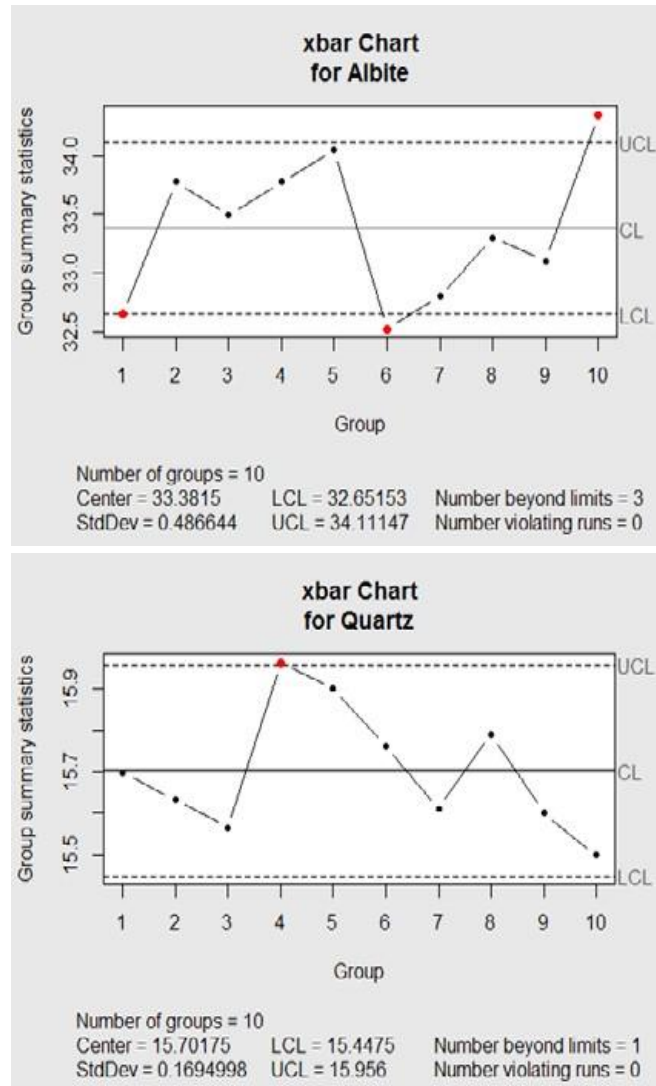 xbar Chart
for Albite
Group summary statistics
34.0
33.5
33.0
32.5
UCL
CL
LCL
1 2 3 4 5 6 7 8 9 10
Group
Number of groups = 10
Center = 33.3815 LCL = 32.65153 Number beyond limits = 3
StdDev = 0.486644 UCL = 34.11147 Number violating runs = 0
xbar Chart
for Quartz
Group summary statistics
15.9
15.7
15.5
UCL
CL
LCL
1 2 3 4 5 6 7 8 9 10
Group
Number of groups = 10
Center = 15.70175 LCL = 15.4475 Number beyond limits = 1
StdDev = 0.1694998 UCL = 15.956 Number violating runs = 0